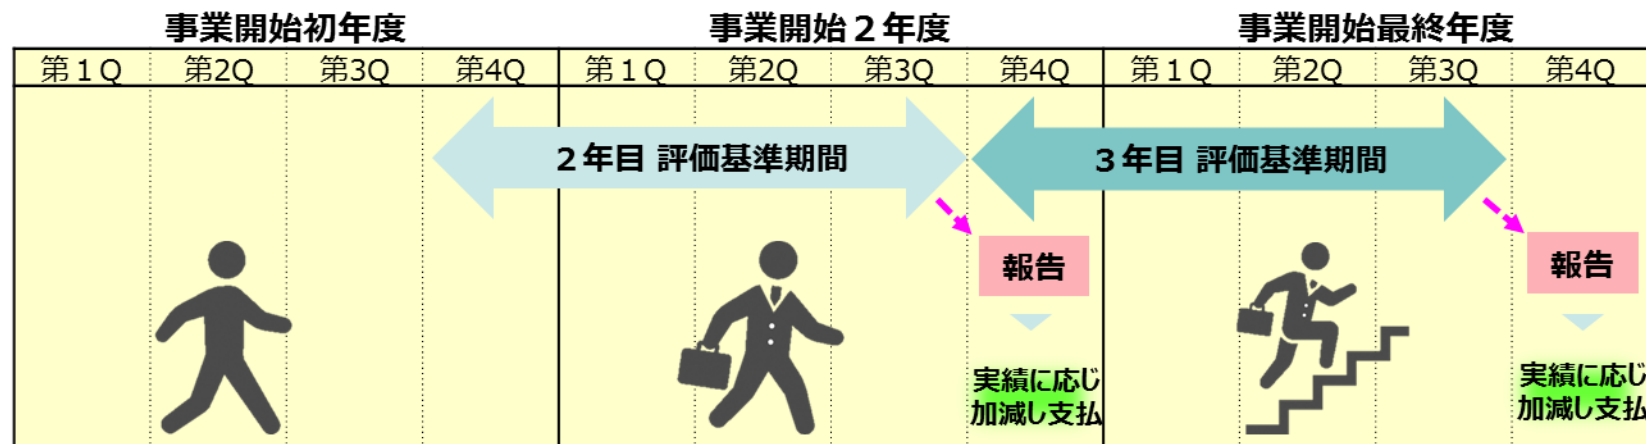 事業開始初年度
事業開始２年度
事業開始最終年度
第１Q
第2Q
第3Q
第4Q
第１Q
第2Q
第3Q
第4Q
第１Q
第2Q
第3Q
第4Q
２年目 評価基準期間
３年目 評価基準期間
報告
報告
実績に応じ
加減し支払
実績に応じ
加減し支払